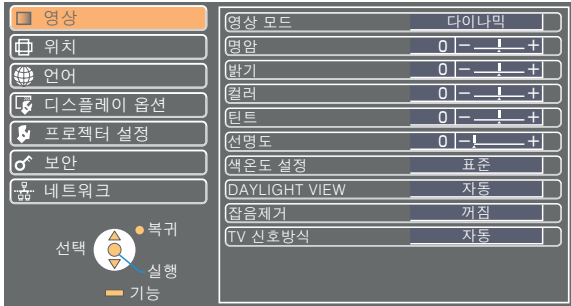 영상
위치
언어
디스플레이 옵션
프로젝터 설정
보안
네트워크
선택
복귀
실행
기능
영상 모드 다이나믹
명암 0 - +
밝기 0 - +
컬러 0 - +
틴트 0 - +
선명도 0 - +
색온도 설정 표준
DAYLIGHT VIEW 자동
잡음제거 꺼짐
TV 신호방식 자동